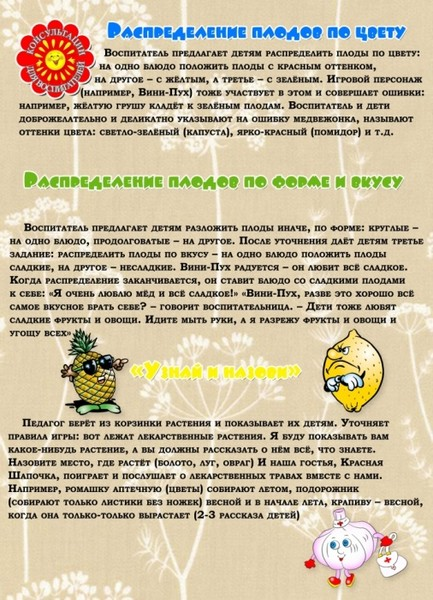 КОНСУЛЬТАЦИЯ
ДЛЯ ВОСПИТАТЕЛЕЙ
Распределение плодов по цвету
Воспитатель предлагает детям распределить плоды по цвету:
на одно блюдо положить плоды с красным оттенком,
на другое – с жёлтым, а третье – с зелёным. Игровой персонаж
(например, Вини-Пух) тоже участвует в этом и совершает ошибки:
например, жёлтую грушу кладёт к зелёным плодам. Воспитатель и дети
доброжелательно и деликатно указывают на ошибку медвежонка, называют
оттенки цвета: светло-зелёный (капуста), ярко-красный (помидор) и т.д.
Распределение плодов по форме и вкусу
Воспитатель предлагает детям разложить плоды иначе, по форме: круглые –
на одно блюдо, продолговатые – на другое. После уточнения даёт детям третье
задание: распределить плоды по вкусу – на одно блюдо положить плоды
сладкие, на другое – несладкие. Вини-Пух радуется – он любит всё сладкое.
Когда распределение заканчивается, он ставит блюдо со сладкими плодами
к себе: «Я очень люблю мёд и всё сладкое!» «Вини-Пух, разве это хорошо всё
самое вкусное брать себе? – говорит воспитательница. – Дети тоже любят
сладкие фрукты и овощи. Идите мыть руки, а я разрежу фрукты и овощи и
угощу всех»
«Узнай и назови»
Педагог берёт из корзинки растения и показывает их детям. Уточняет
правила игры: вот лежат лекарственные растения. Я буду показывать вам
какое-нибудь растение, а вы должны рассказать о нём всё, что знаете.
Назовите место, где растёт (болото, луг, овраг) И наша гостья, Красная
Шапочка, поиграет и послушает о лекарственных травах вместе с нами.
Например, ромашку аптечную (цветы) собирают летом, подорожник
(собирают только листики без ножек) весной и в начале лета, крапиву – весной,
когда она только-только вырастает (2-3 рассказа детей)